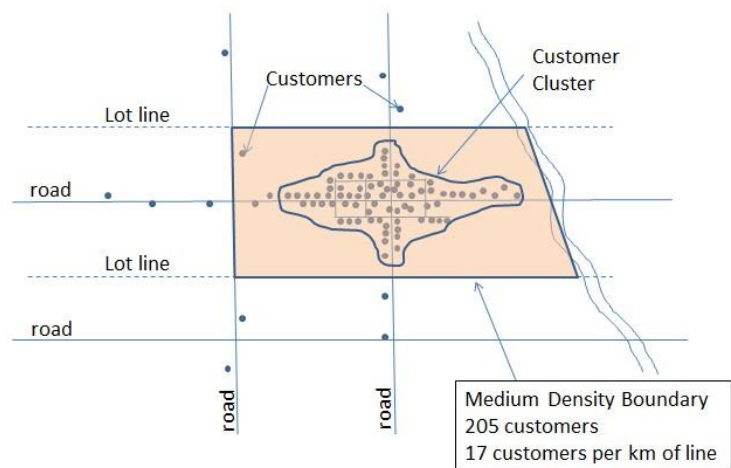 Customers
Customer
Cluster
Lot line
road
Lot line
road
road
road
Medium Density Boundary
205 customers
17 customers per km of line